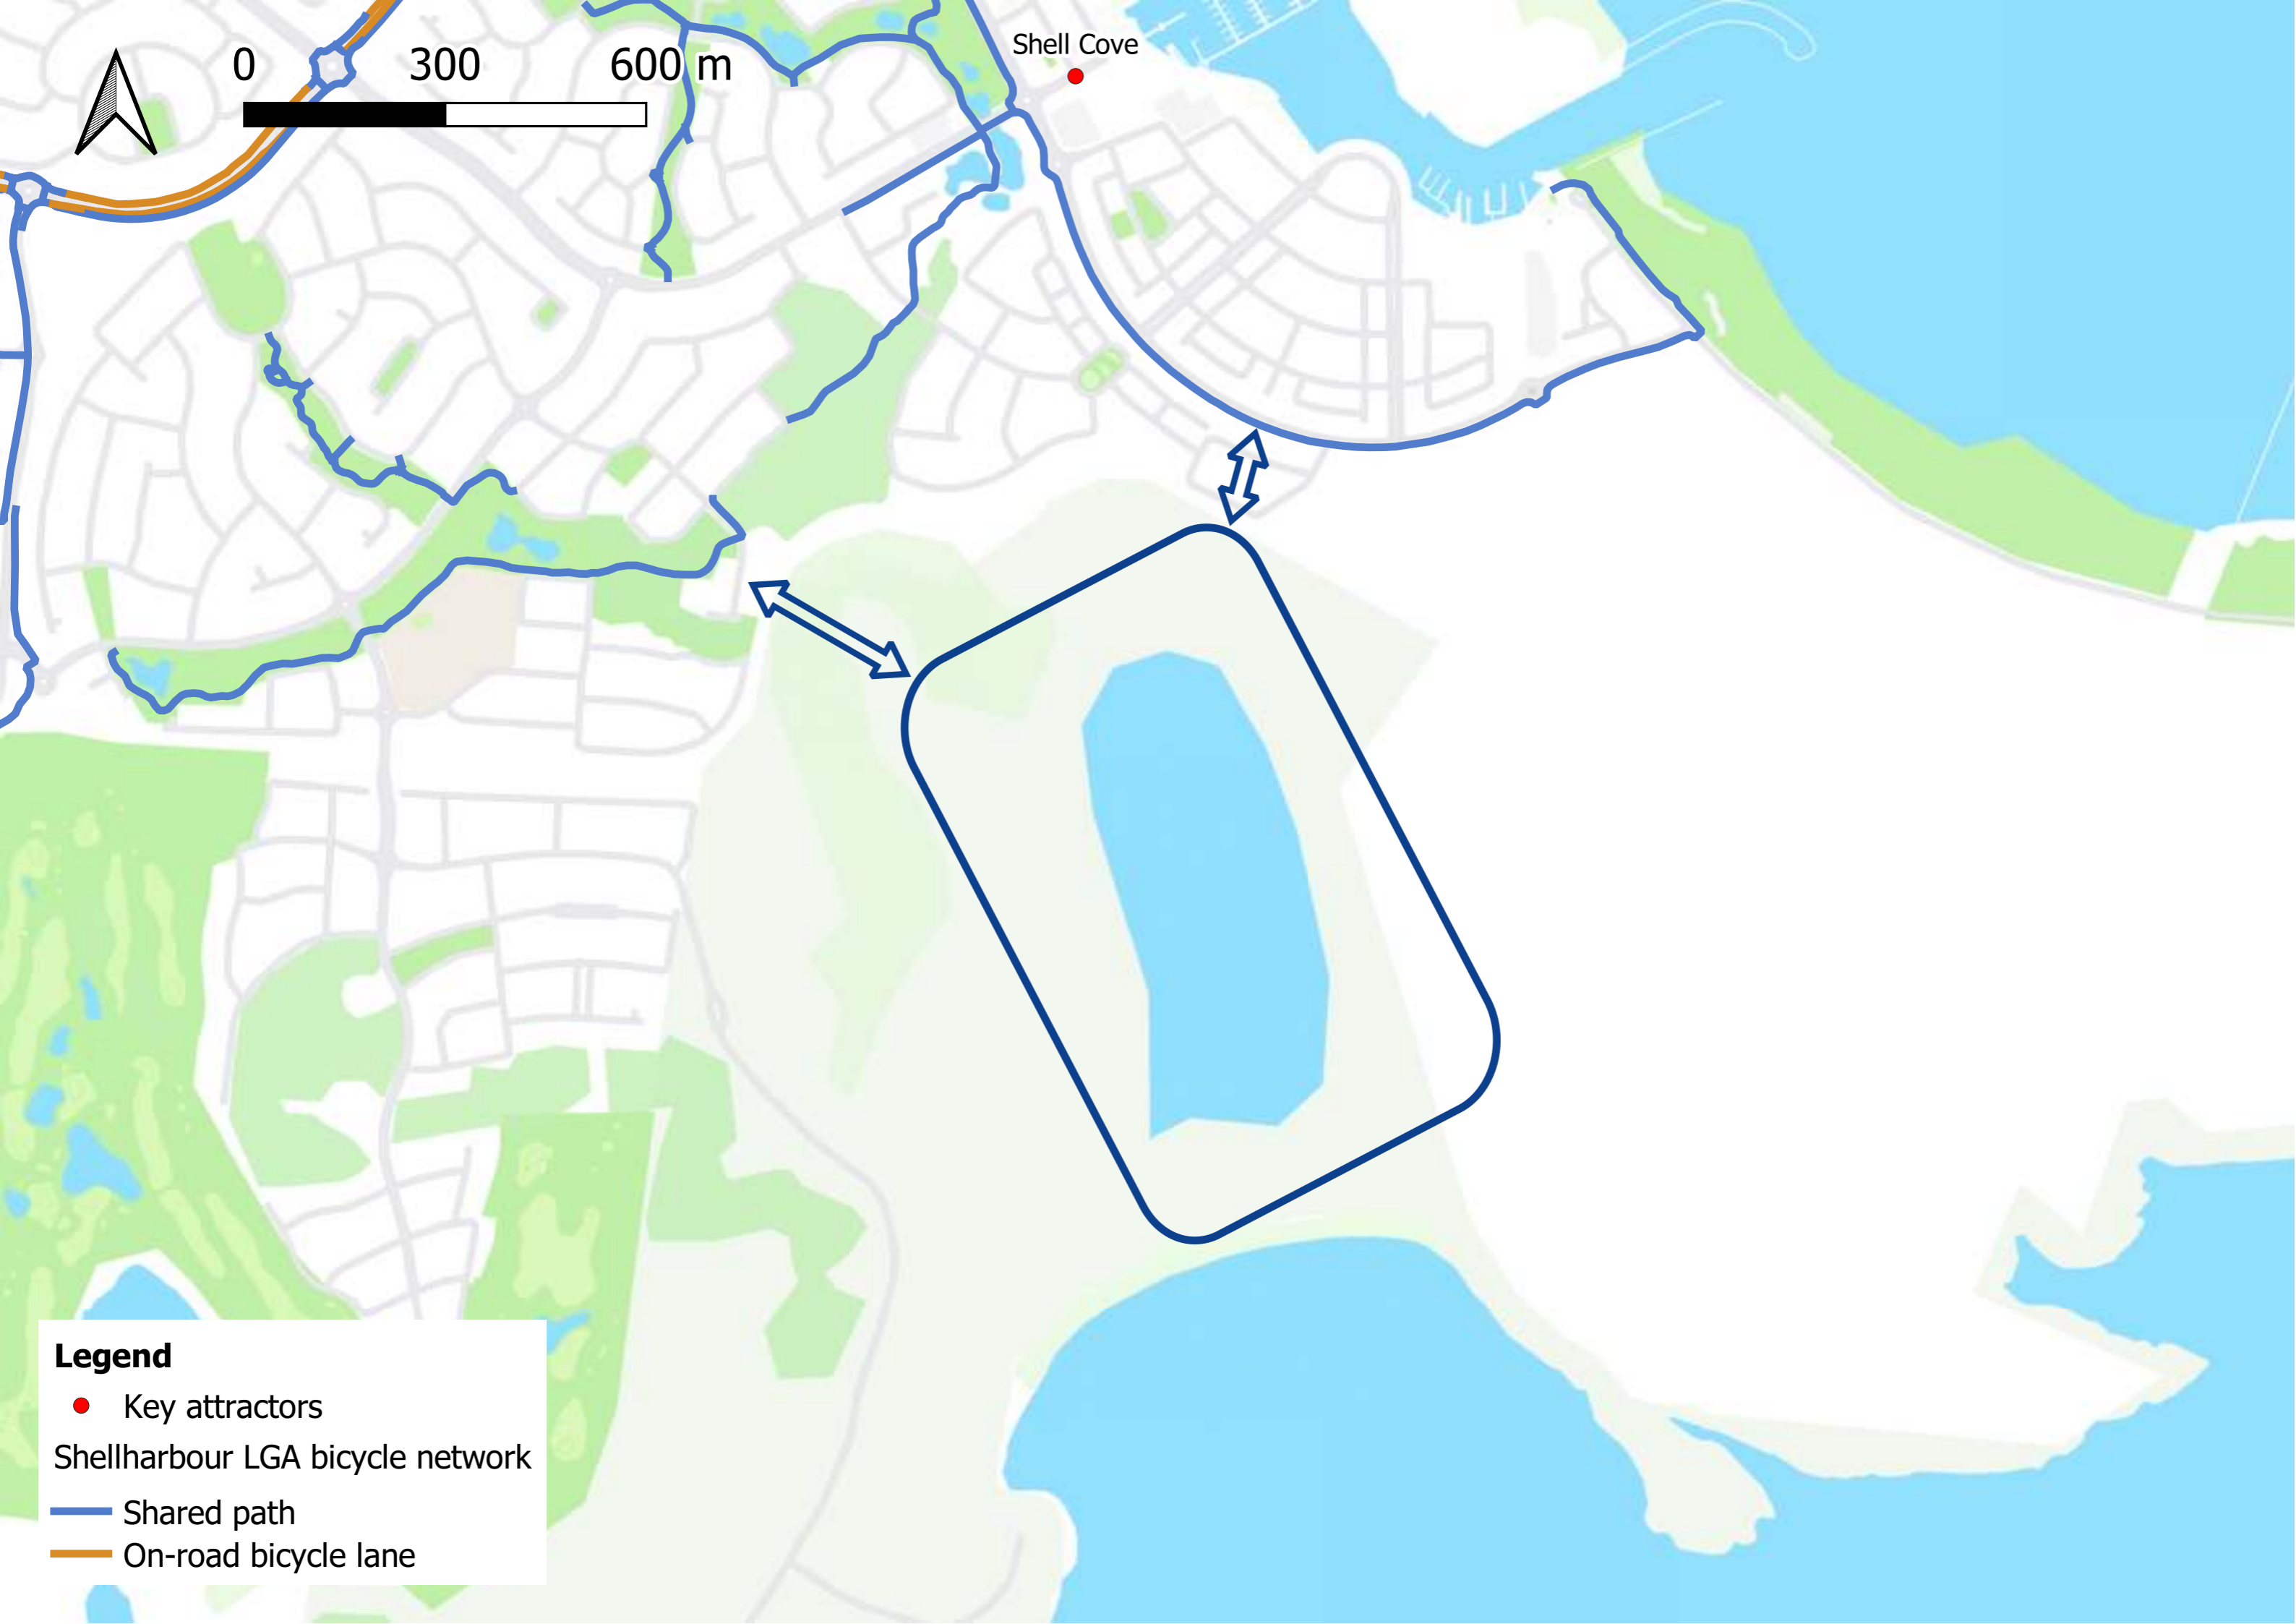 Shell Cove
0 300 600 m
Legend
Key attractors
Shellharbour LGA bicycle network
Shared path
On-road bicycle lane